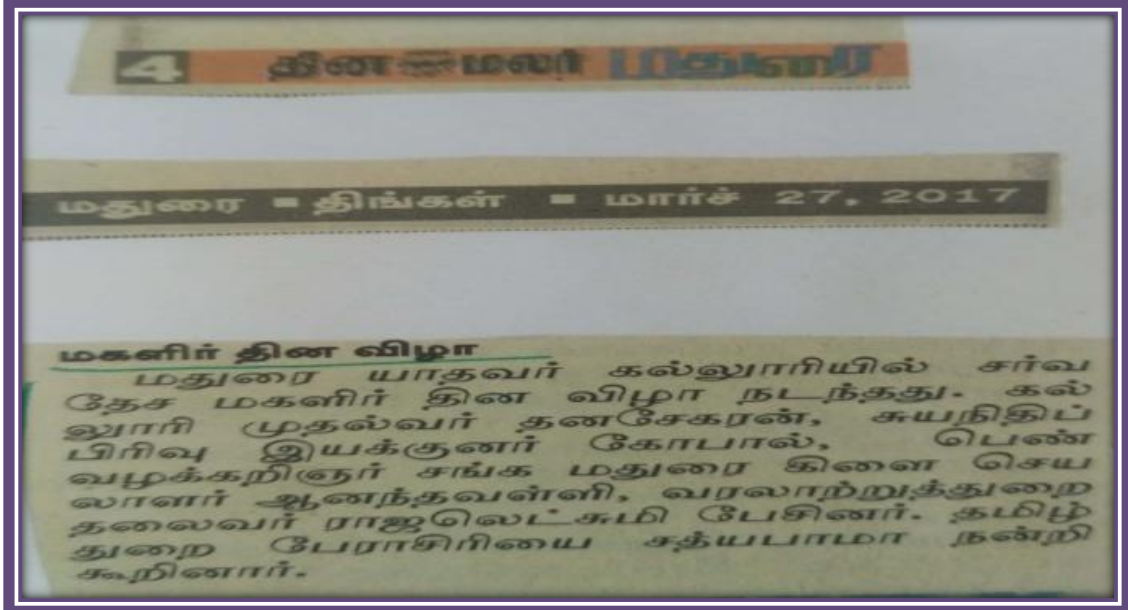 4 தினமலர் மதுரை
மதுரை ▪ திங்கள் ▪ மார்ச் 27, 2017
மகளிர் தின விழா
மதுரை யாதவர் கல்லூரியில் சர்வ
தேச மகளிர் தின விழா நடந்தது. கல்
லூரி முதல்வர் தனசேகரன், சுயநிதிப்
பிரிவு இயக்குனர் கோபால், பெண்
வழக்கறிஞர் சங்க மதுரை கிளை செய
லாளர் ஆனந்தவள்ளி, வரலாற்றுத்துறை
தலைவர் ராஜலெட்சுமி பேசினர். தமிழ்
துறை பேராசிரியை சத்யபாமா நன்றி
கூறினார்.